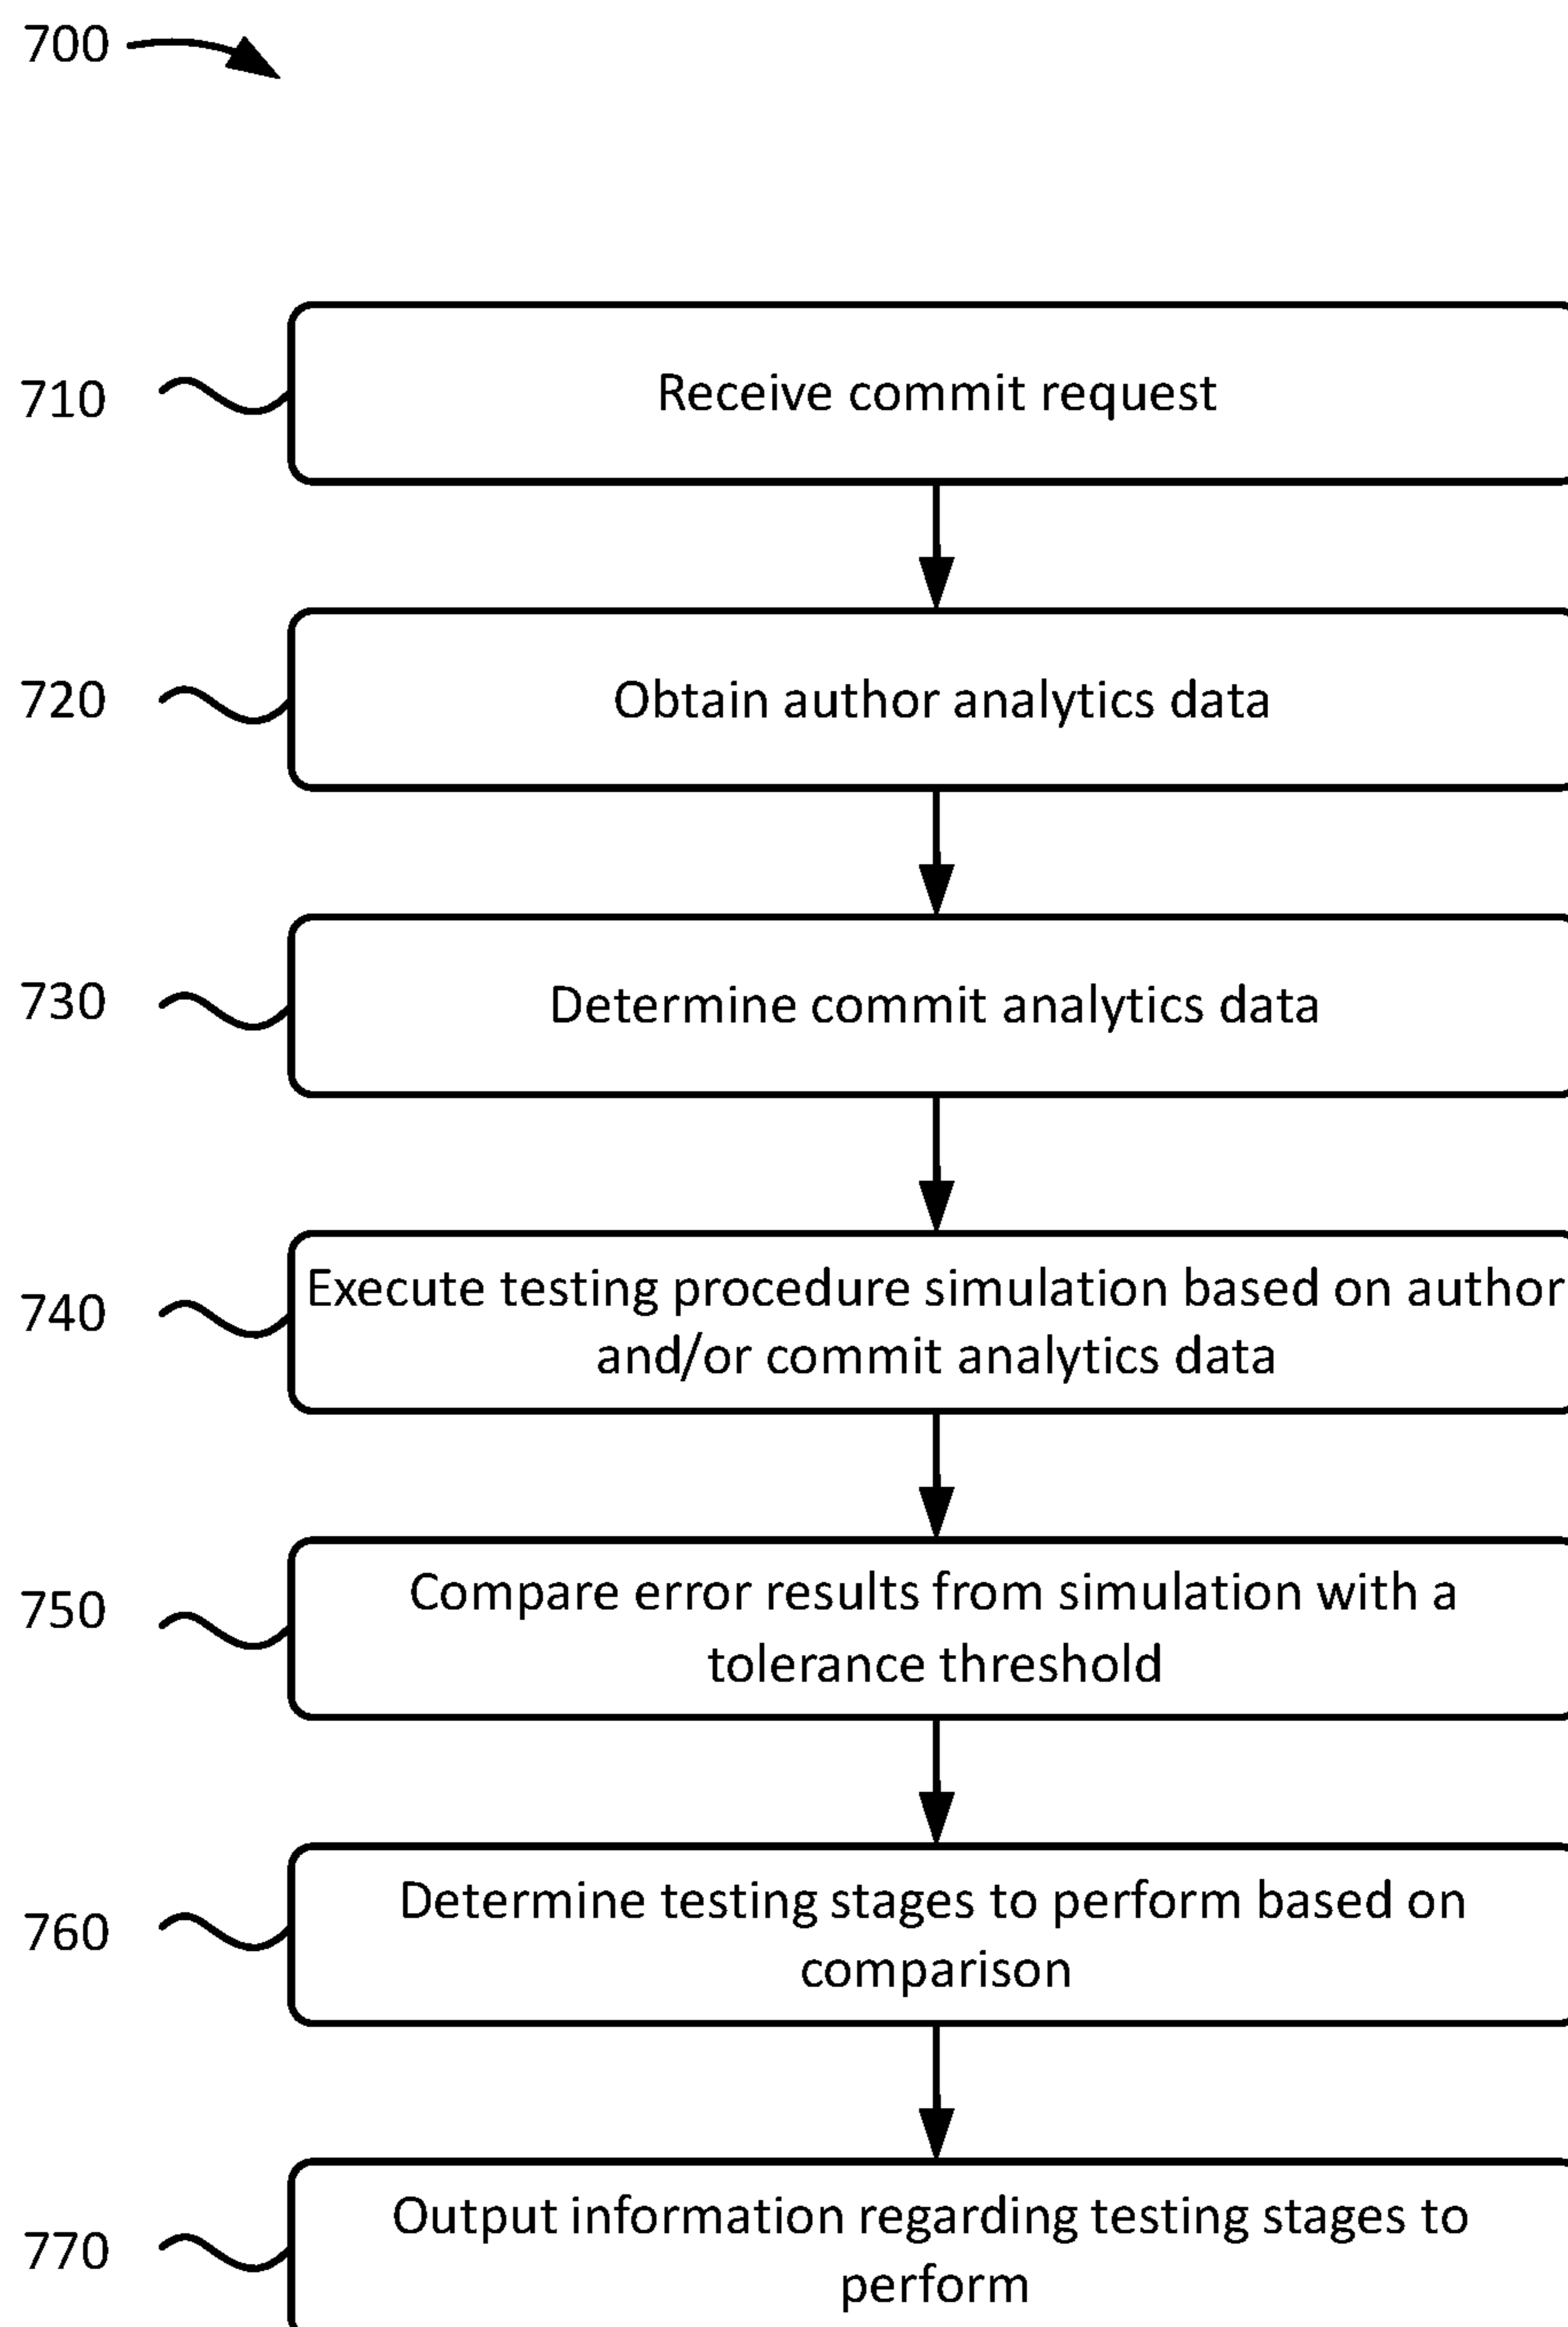 700
710
Receive commit request
720
Obtain author analytics data
730
Determine commit analytics data
740
Execute testing procedure simulation based on author
and/or commit analytics data
750
Compare error results from simulation with a
tolerance threshold
760
Determine testing stages to perform based on
comparison
770
Output information regarding testing stages to
perform